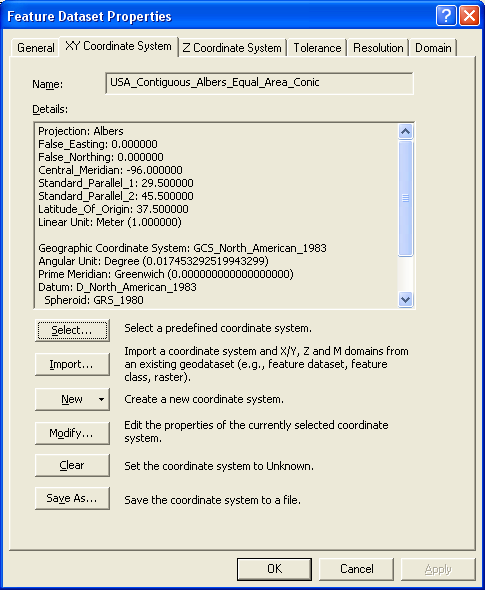 Feature Dataset Properties
General XY Coordinate System Z Coordinate System Tolerance Resolution Domain
Name: USA_Contiguous_Albers_Equal_Area_Conic
Details:
Projection: Albers
False_Easting: 0.000000
False_Northing: 0.000000
Central_Meridian: -96.000000
Standard_Parallel_1: 29.500000
Standard_Parallel_2: 45.500000
Latitude_Of_Origin: 37.500000
Linear Unit: Meter (1.000000)
Geographic Coordinate System: GCS_North_American_1983
Angular Unit: Degree (0.017453292519943299)
Prime Meridian: Greenwich (0.000000000000000000)
Datum: D_North_American_1983
Spheroid: GRS_1980
Select... Select a predefined coordinate system.
Import... Import a coordinate system and X/Y, Z and M domains from
an existing geodataset (e.g., feature dataset, feature
class, raster).
New Create a new coordinate system.
Modify... Edit the properties of the currently selected coordinate
system.
Clear Set the coordinate system to Unknown.
Save As... Save the coordinate system to a file.
OK Cancel Apply